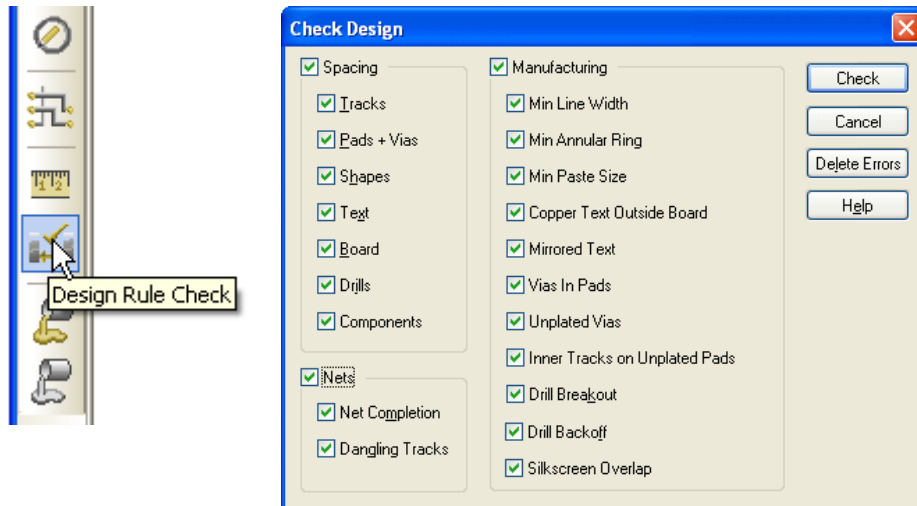 Design Rule Check
Check Design
Spacing
Tracks
Pads + Vias
Shapes
Text
Board
Drills
Components
Nets
Net Completion
Dangling Tracks
Manufacturing
Min Line Width
Min Annular Ring
Min Paste Size
Copper Text Outside Board
Mirrored Text
Vias In Pads
Unplated Vias
Inner Tracks on Unplated Pads
Drill Breakout
Drill Backoff
Silkscreen Overlap
Check
Cancel
Delete Errors
Help
1 2